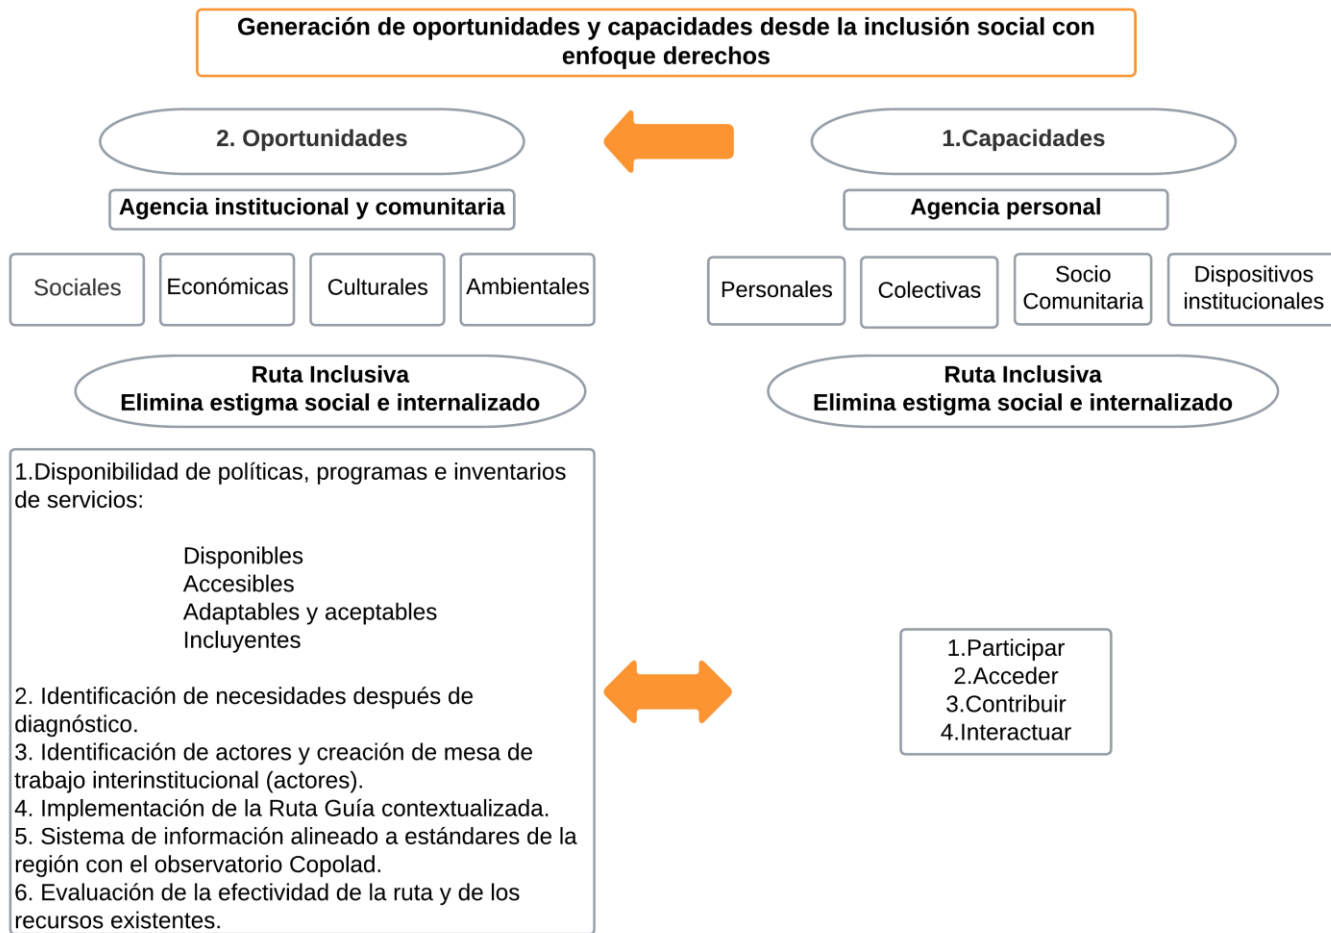 Generación de oportunidades y capacidades desde la inclusión social con
enfoque derechos
2. Oportunidades
1.Capacidades
Agencia institucional y comunitaria
Agencia personal
Sociales
Económicas
Culturales
Ambientales
Personales
Colectivas
Socio
Comunitaria
Dispositivos
institucionales
Ruta Inclusiva
Elimina estigma social e internalizado
Ruta Inclusiva
Elimina estigma social e internalizado
1.Disponibilidad de políticas, programas e inventarios
de servicios:
Disponibles
Accesibles
Adaptables y aceptables
Incluyentes
2. Identificación de necesidades después de
diagnóstico.
3. Identificación de actores y creación de mesa de
trabajo interinstitucional (actores).
4. Implementación de la Ruta Guía contextualizada.
5. Sistema de información alineado a estándares de la
región con el observatorio Copolad.
6. Evaluación de la efectividad de la ruta y de los
recursos existentes.
1.Participar
2.Acceder
3.Contribuir
4.Interactuar